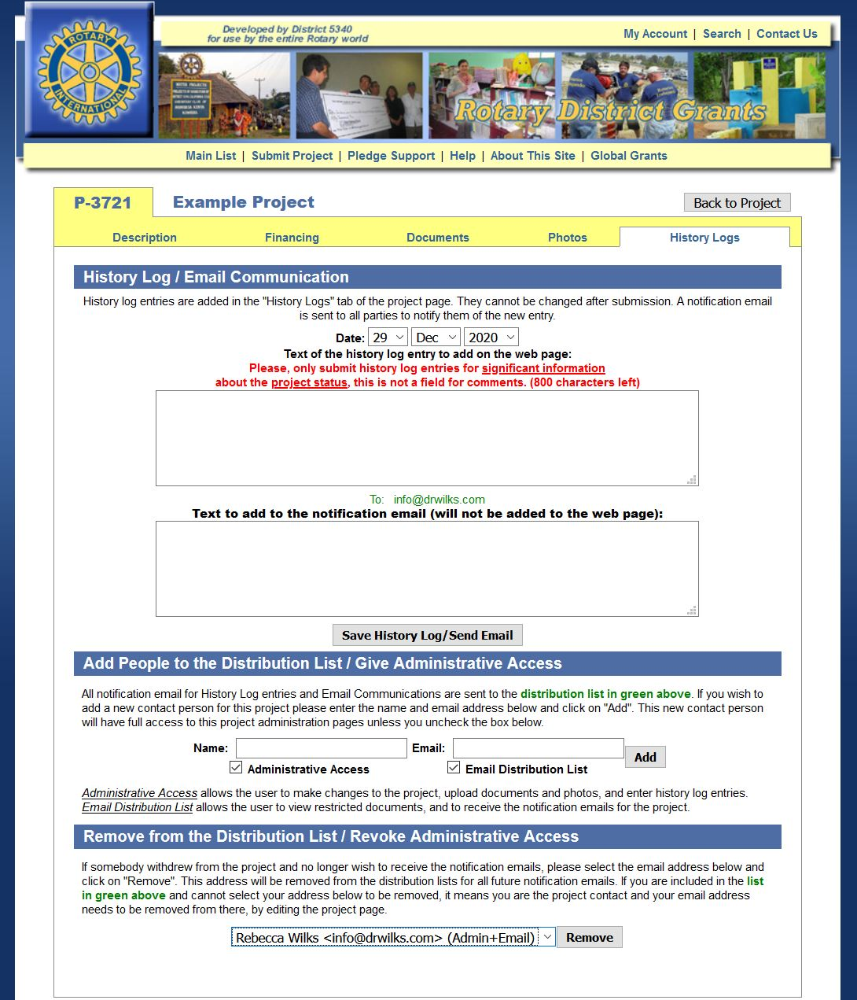 ROTARY
INTERNATIONAL
Developed by District 5340
for use by the entire Rotary world
My Account | Search | Contact Us
WATER PROJECTS
Rotary District Grants
Main List | Submit Project | Pledge Support | Help | About This Site | Global Grants
P-3721
Example Project
Back to Project
Description
Financing
Documents
Photos
History Logs
History Log / Email Communication
History log entries are added in the "History Logs" tab of the project page. They cannot be changed after submission. A notification email
is sent to all parties to notify them of the new entry.
Date: 29 Dec 2020
Text of the history log entry to add on the web page:
Please, only submit history log entries for significant information
about the project status, this is not a field for comments. (800 characters left)
To: info@drwilks.com
Text to add to the notification email (will not be added to the web page):
Save History Log/Send Email
Add People to the Distribution List / Give Administrative Access
All notification email for History Log entries and Email Communications are sent to the distribution list in green above. If you wish to
add a new contact person for this project please enter the name and email address below and click on "Add". This new contact person
will have full access to this project administration pages unless you uncheck the box below.
Name: Email: Add
Administrative Access Email Distribution List
Administrative Access allows the user to make changes to the project, upload documents and photos, and enter history log entries.
Email Distribution List allows the user to view restricted documents, and to receive the notification emails for the project.
Remove from the Distribution List / Revoke Administrative Access
If somebody withdrew from the project and no longer wish to receive the notification emails, please select the email address below and
click on "Remove". This address will be removed from the distribution lists for all future notification emails. If you are included in the list
in green above and cannot select your address below to be removed, it means you are the project contact and your email address
needs to be removed from there, by editing the project page.
Rebecca Wilks <info@drwilks.com> (Admin+Email) Remove